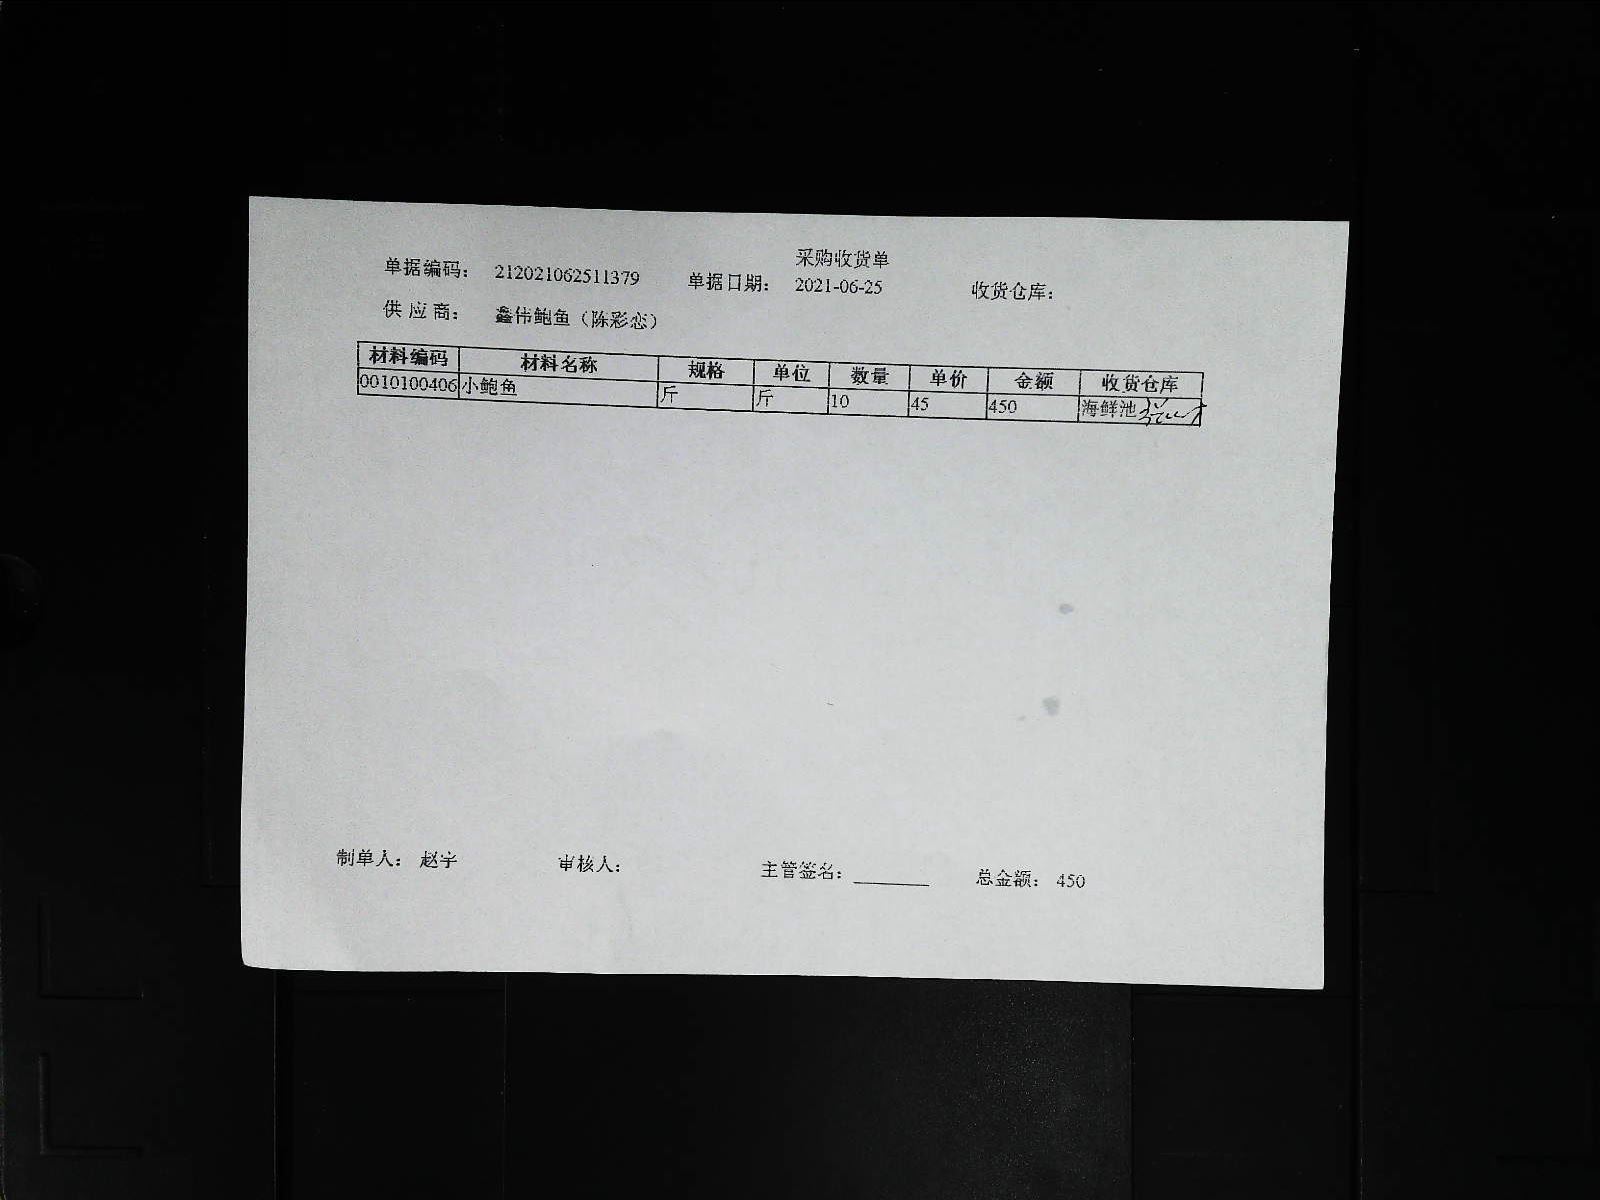 采购收货单
单据编码： 212021062511379 单据日期： 2021-06-25 收货仓库：
供应商： 鑫伟鲍鱼（陈彩恋）
材料编码 材料名称 规格 单位 数量 单价 金额 收货仓库
0010100406 小鲍鱼 斤 斤 10 45 450 海鲜池
制单人： 赵宇 审核人： 主管签名： 总金额： 450